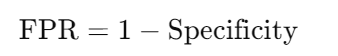 FPR = 1 − Specificity